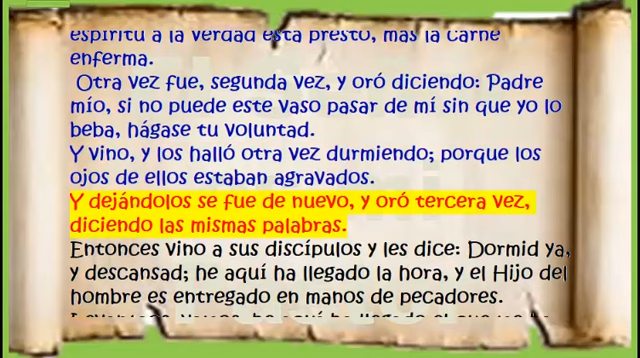 espíritu a la verdad está presto, mas la carne
enferma.
Otra vez fue, segunda vez, y oró diciendo: Padre
mío, si no puede este vaso pasar de mí sin que yo lo
beba, hágase tu voluntad.
Y vino, y los halló otra vez durmiendo; porque los
ojos de ellos estaban agravados.
Y dejándolos se fue de nuevo, y oró tercera vez,
diciendo las mismas palabras.
Entonces vino a sus discípulos y les dice: Dormid ya,
y descansad; he aquí ha llegado la hora, y el Hijo del
hombre es entregado en manos de pecadores.